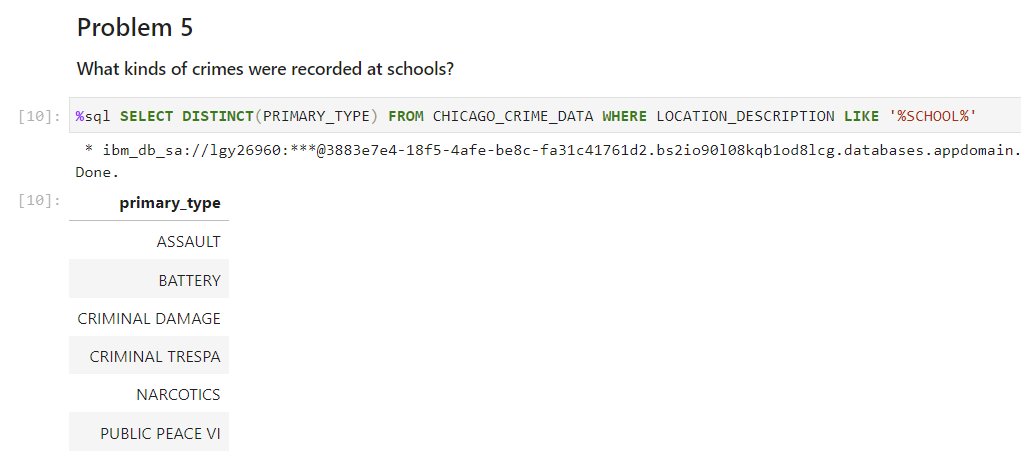 Problem 5
What kinds of crimes were recorded at schools?
[10]: %sql SELECT DISTINCT(PRIMARY_TYPE) FROM CHICAGO_CRIME_DATA WHERE LOCATION_DESCRIPTION LIKE '%SCHOOL%'
* ibm_db_sa://lgy26960:***@3883e7e4-18f5-4afe-be8c-fa31c41761d2.bs2io90l08kqb1od8lcg.databases.appdomain.
Done.
[10]: primary_type
ASSAULT
BATTERY
CRIMINAL DAMAGE
CRIMINAL TRESPA
NARCOTICS
PUBLIC PEACE VI